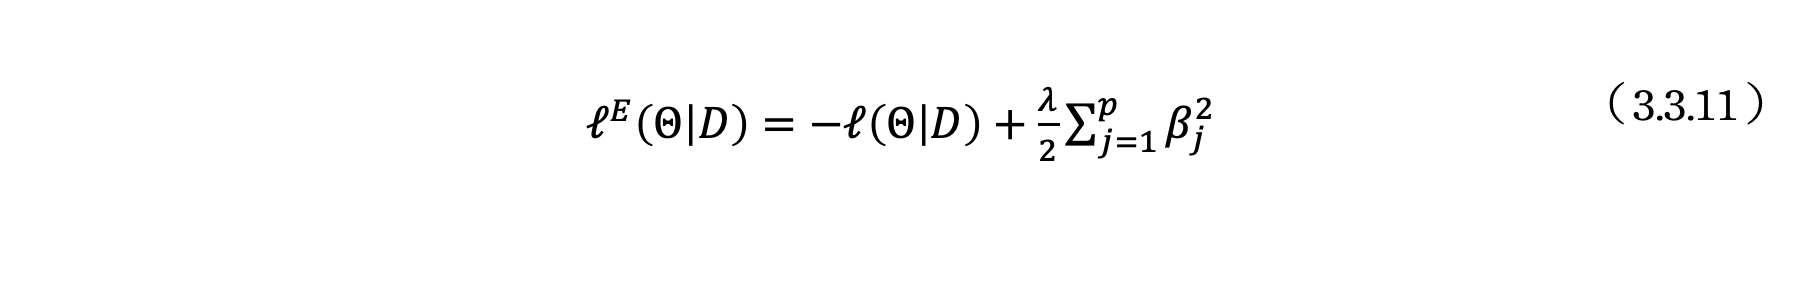 ℓ^E(Θ|D) = −ℓ(Θ|D) + λ/2 ∑_{j=1}^{p} β_j^2 （3.3.11）